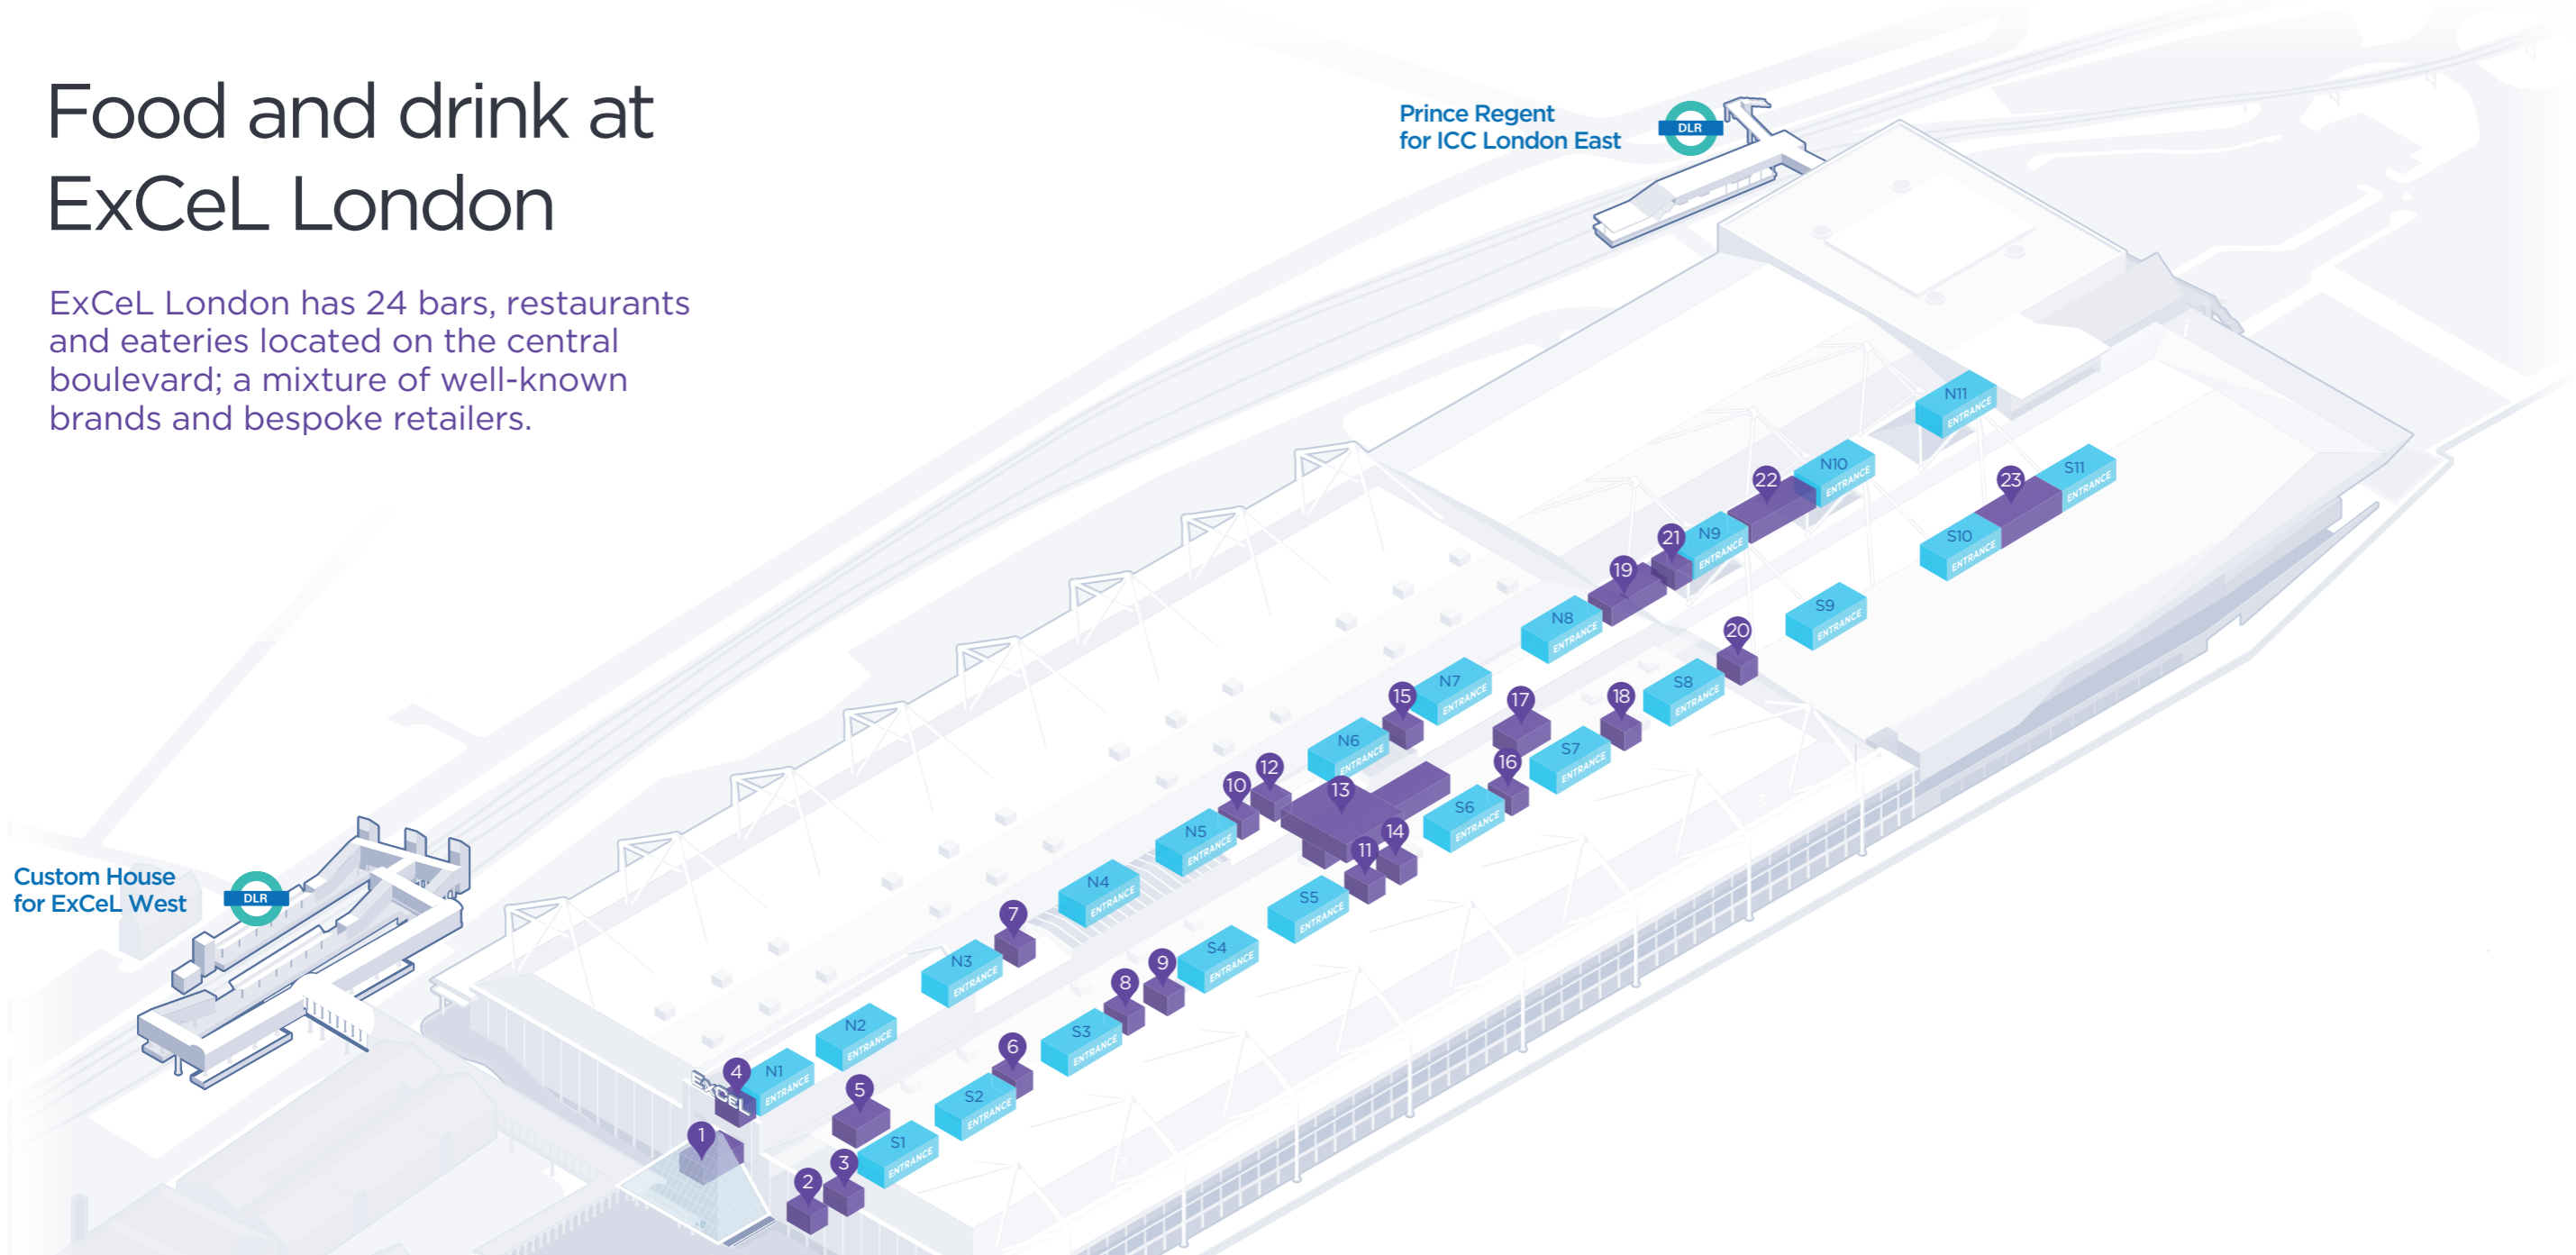 Food and drink at
ExCeL London
ExCeL London has 24 bars, restaurants
and eateries located on the central
boulevard; a mixture of well-known
brands and bespoke retailers.
Prince Regent
for ICC London East
DLR
Custom House
for ExCeL West
DLR
N11
ENTRANCE
N10
ENTRANCE
22
S11
ENTRANCE
23
S10
ENTRANCE
21
N9
ENTRANCE
19
N8
ENTRANCE
S9
ENTRANCE
20
S8
ENTRANCE
N7
ENTRANCE
15
17
18
N6
ENTRANCE
S7
ENTRANCE
16
12
10
13
S6
ENTRANCE
N5
ENTRANCE
14
11
N4
ENTRANCE
S5
ENTRANCE
7
S4
ENTRANCE
N3
ENTRANCE
9
8
N2
ENTRANCE
S3
ENTRANCE
6
4
N1
ENTRANCE
ExCeL
5
S2
ENTRANCE
1
S1
ENTRANCE
3
2